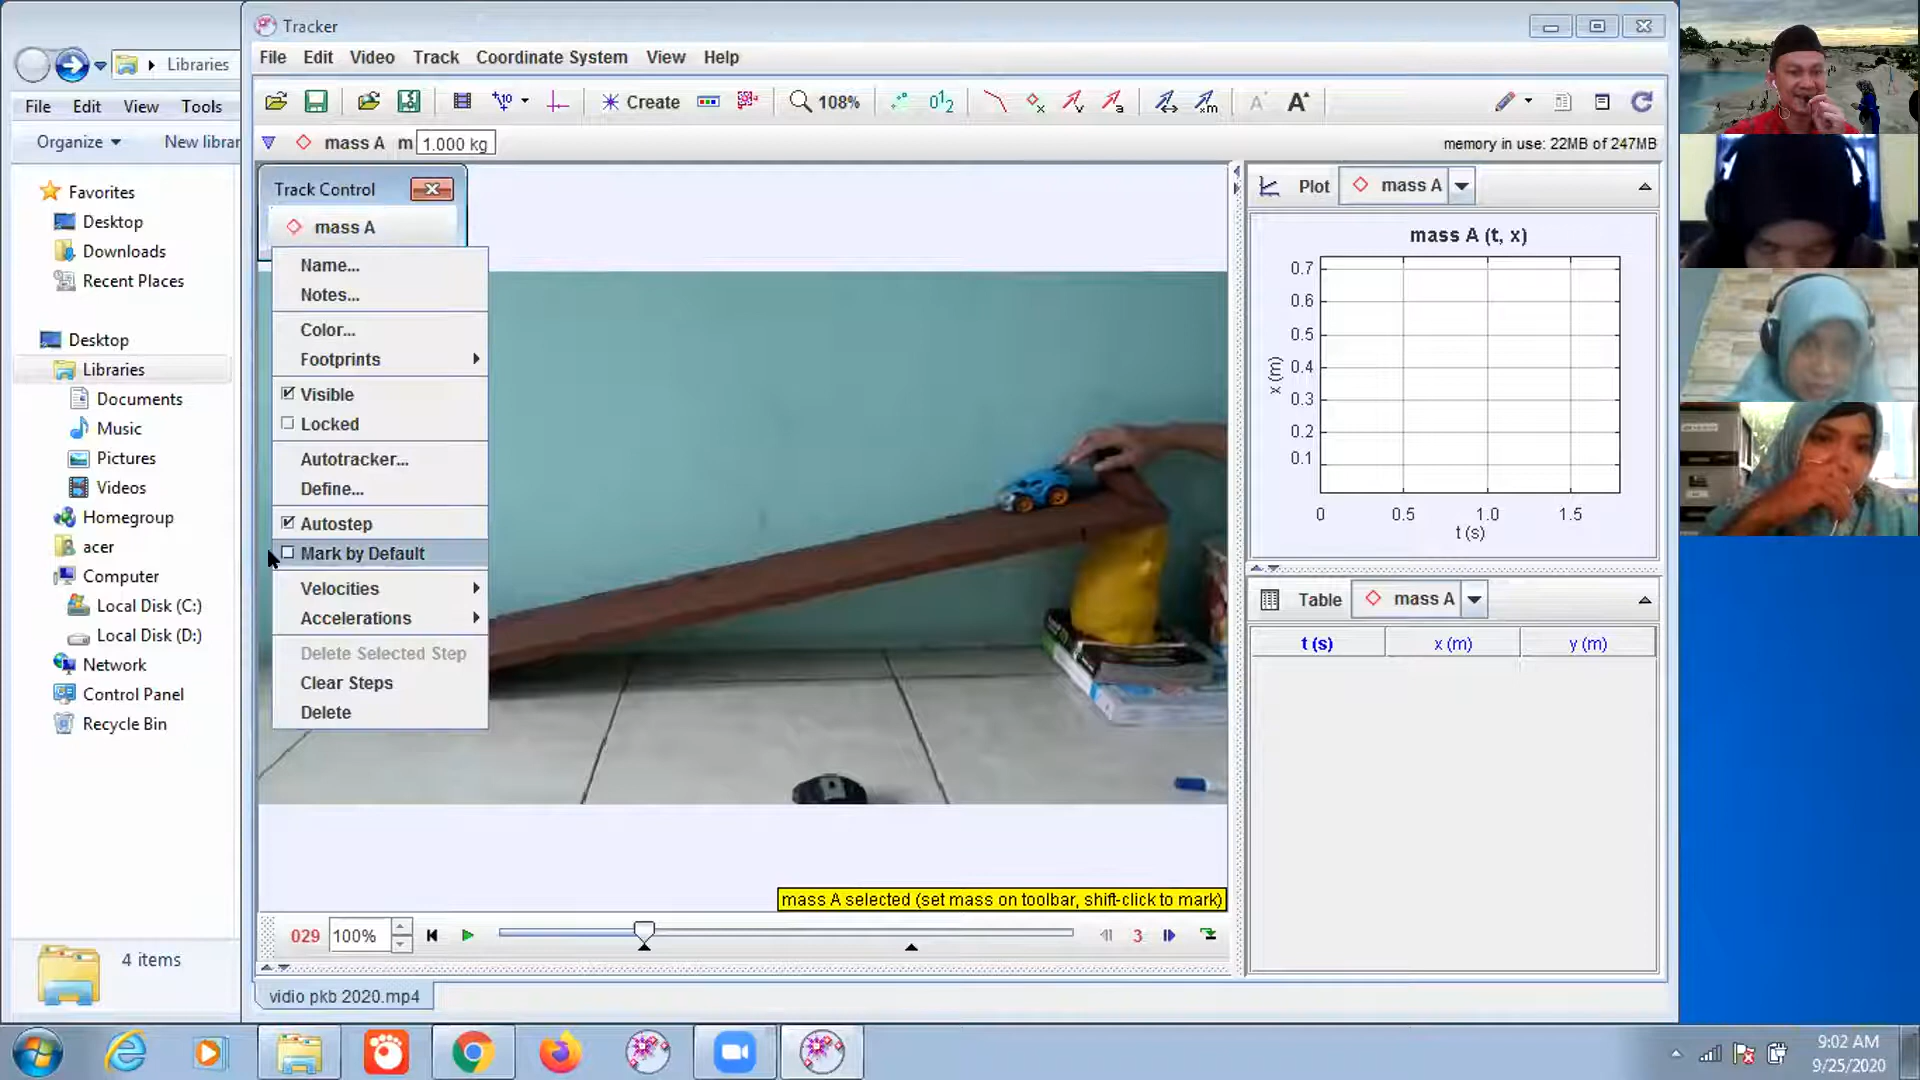 Libraries
File Edit View Tools
Organize New librar
Favorites
Desktop
Downloads
Recent Places
Desktop
Libraries
Documents
Music
Pictures
Videos
Homegroup
acer
Computer
Local Disk (C:)
Local Disk (D:)
Network
Control Panel
Recycle Bin
4 items
Tracker
File Edit Video Track Coordinate System View Help
Create 108%
mass A m 1.000 kg
memory in use: 22MB of 247MB
Track Control
mass A
Name...
Notes...
Color...
Footprints
Visible
Locked
Autotracker...
Define...
Autostep
Mark by Default
Velocities
Accelerations
Delete Selected Step
Clear Steps
Delete
mass A selected (set mass on toolbar, shift-click to mark)
029 100% 3
vidio pkb 2020.mp4
Plot mass A
mass A (t, x)
0.7
0.6
0.5
0.4
0.3
0.2
0.1
x (m)
0 0.5 1.0 1.5
t (s)
Table mass A
t (s) x (m) y (m)
9:02 AM
9/25/2020